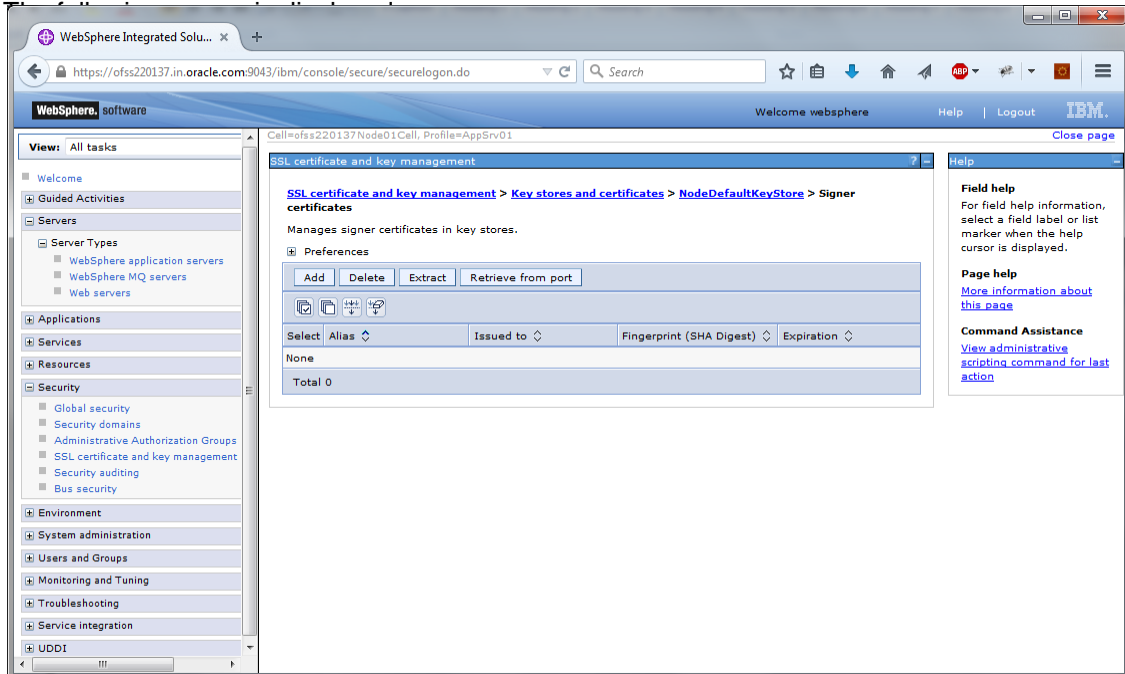 WebSphere Integrated Solu... ×
https://ofss220137.in.oracle.com:9043/ibm/console/secure/securelogon.do
Search
ABP
WebSphere. software
Welcome websphere
Help | Logout
IBM.
View: All tasks
Welcome
Guided Activities
Servers
Server Types
WebSphere application servers
WebSphere MQ servers
Web servers
Applications
Services
Resources
Security
Global security
Security domains
Administrative Authorization Groups
SSL certificate and key management
Security auditing
Bus security
Environment
System administration
Users and Groups
Monitoring and Tuning
Troubleshooting
Service integration
UDDI
Cell=ofss220137Node01Cell, Profile=AppSrv01
Close page
SSL certificate and key management ? -
SSL certificate and key management > Key stores and certificates > NodeDefaultKeyStore > Signer
certificates
Manages signer certificates in key stores.
Preferences
Add Delete Extract Retrieve from port
Select Alias Issued to Fingerprint (SHA Digest) Expiration
None
Total 0
Help -
Field help
For field help information,
select a field label or list
marker when the help
cursor is displayed.
Page help
More information about
this page
Command Assistance
View administrative
scripting command for last
action